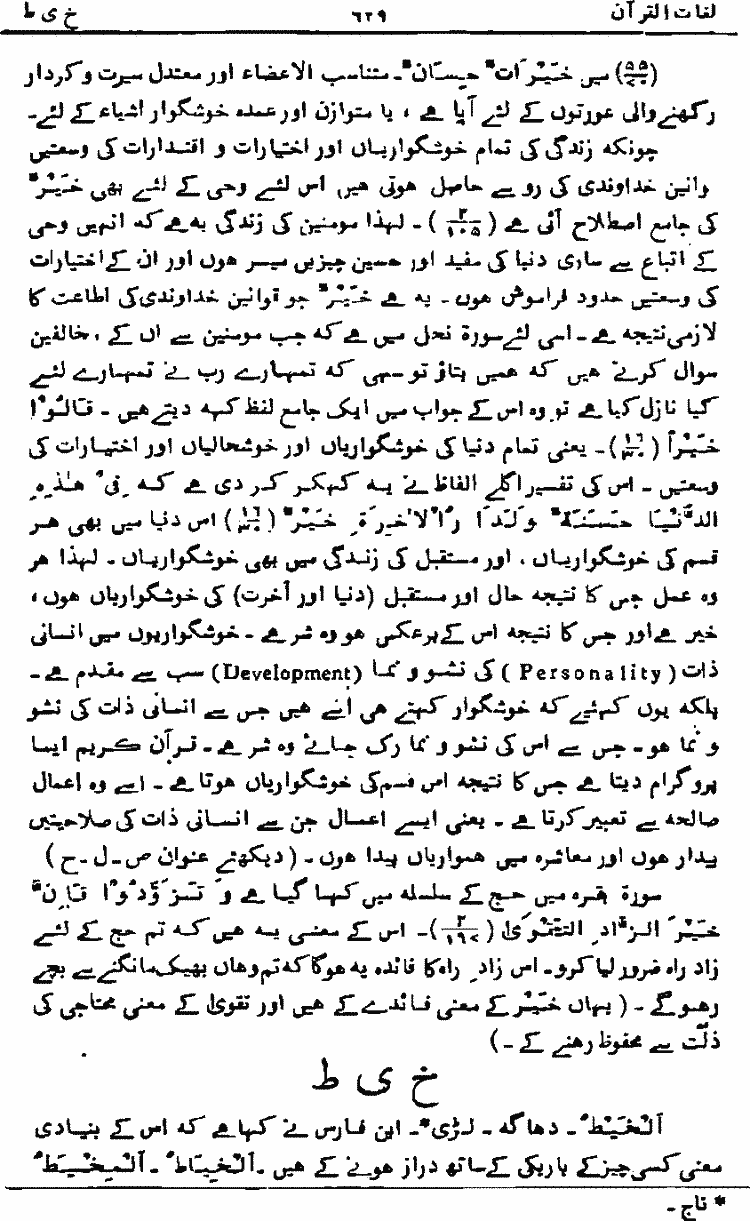 لغات القرآن ٦٢٩ خ ی ط
(۵۵/۷۰) میں خَیْرَاتٌ حِسَانٌ*۔ متناسب الاعضاء اور معتدل سیرت و کردار
رکھنے والی عورتوں کے لئے آیا ہے ، یا متوازن اور عمدہ خوشگوار اشیاء کے لئے۔
چونکہ زندگی کی تمام خوشگواریاں اور اختیارات و اقتدارات کی وسعتیں
وانین خداوندی کی رو سے حاصل ہوتی ہیں اس لئے وحی کے لئے بھی خَیْرٌ
کی جامع اصطلاح آئی ہے (۲/۱۰۵)۔ لہذا مومنین کی زندگی یہ ہے کہ انہیں وحی
کے اتباع سے ساری دنیا کی مفید اور حسین چیزیں میسر ہوں اور ان کے اختیارات
کی وسعتیں حدود فراموش ہوں۔ یہ ہے خَیْرٌ جو قوانین خداوندی کی اطاعت کا
لازمی نتیجہ ہے۔ اسی لئے سورۃ نحل میں ہے کہ جب مومنین سے ان کے مخالفین
سوال کرتے ہیں کہ ہمیں بتاؤ تو سہی کہ تمہارے رب نے تمہارے لئے
کیا نازل کیا ہے تو وہ اس کے جواب میں ایک جامع لفظ کہہ دیتے ہیں ۔ قَالُوْا
خَیْراً (۱۶/۳۰)۔ یعنی تمام دنیا کی خوشگواریاں اور خوشحالیاں اور اختیارات کی
وسعتیں ۔ اس کی تفسیر اگلے الفاظ نے یہ کہکر کر دی ہے کہ فِیْ ھٰذِہِ
الدُّنْیَا حَسَنَۃٌ وَلَدَارُ الْاٰخِرَۃِ خَیْرٌ (۱۶/۳۰) اس دنیا میں بھی ہر
قسم کی خوشگواریاں ، اور مستقبل کی زندگی میں بھی خوشگواریاں ۔ لہذا ہر
وہ عمل جس کا نتیجہ حال اور مستقبل (دنیا اور آخرت) کی خوشگواریاں ہوں،
خیر ہے اور جس کا نتیجہ اس کے برعکس ہو وہ شر ہے ۔ خوشگواریوں میں انسانی
ذات (Personality) کی نشو و نما (Development) سب سے مقدم ہے۔
بلکہ یوں کہئیے کہ خوشگوار کہتے ہی اسے ہیں جس سے انسانی ذات کی نشو
و نما ہو۔ جس سے اس کی نشو و نما رک جائے وہ شر ہے ۔ قرآن کریم ایسا
پروگرام دیتا ہے جس کا نتیجہ اس قسم کی خوشگواریاں ہوتا ہے ۔ اسے وہ اعمال
صالحہ سے تعبیر کرتا ہے ۔ یعنی ایسے اعمال جن سے انسانی ذات کی صلاحیتیں
بیدار ہوں اور معاشرہ میں ہمواریاں پیدا ہوں ۔ ( دیکھئے عنوان ص۔ل۔ح )
سورۃ بقرہ میں حج کے سلسلہ میں کہا گیا ہے وَ تَزَوَّدُوْا فَاِنَّ
خَیْرَ الزَّادِ التَّقْوٰی (۲/۱۹۷)۔ اس کے معنی یہ ہیں کہ تم حج کے لئے
زاد راہ ضرور لیا کرو۔ اس زادِ راہ کا فائدہ یہ ہوگا کہ تم وہاں بھیک مانگنے سے بچے
رہوگے ۔ ( یہاں خَیْر کے معنی فائدے کے ہیں اور تقویٰ کے معنی محتاجی کی
ذلّت سے محفوظ رہنے کے ۔)
خ ی ط
اَلْخَیْطُ۔ دھاگہ ۔ لڑی*۔ ابن فارس نے کہا ہے کہ اس کے بنیادی
معنی کسی چیز کے باریکی کے ساتھ دراز ہونے کے ہیں ۔ اَلْخِیَاطُ ۔ اَلْمِخْیَطُ
* تاج ۔